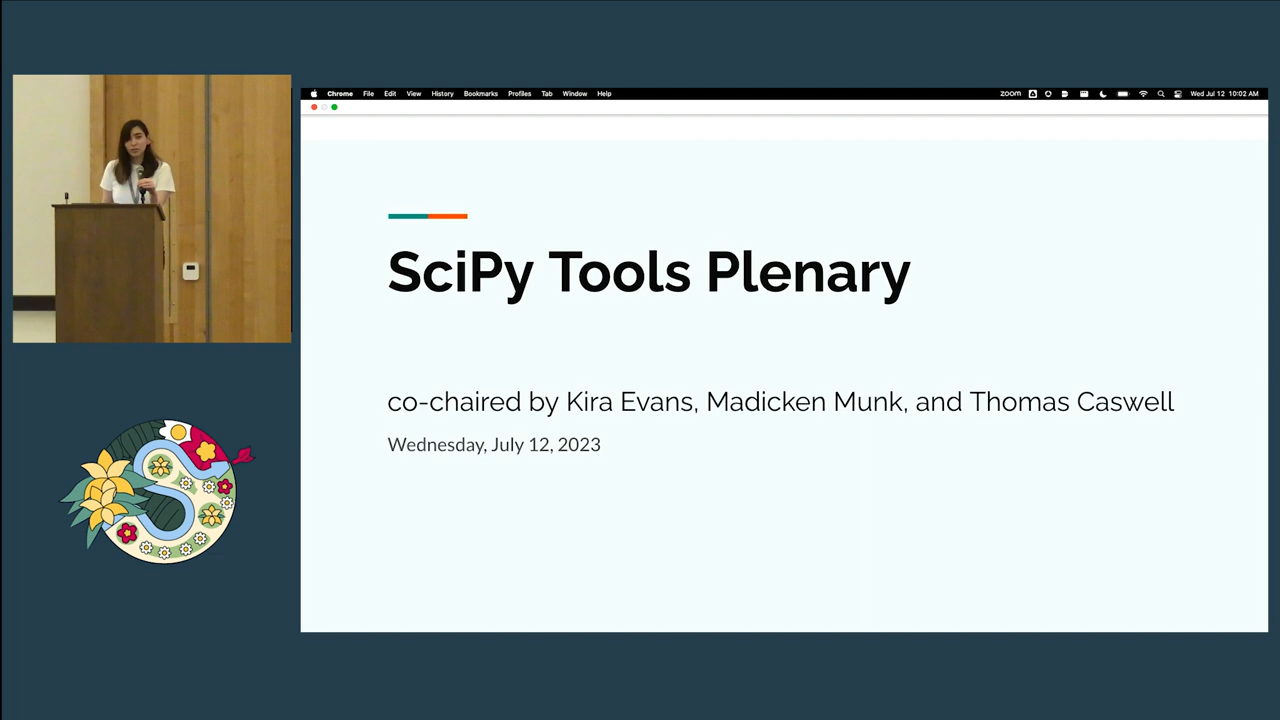 Chrome File Edit View History Bookmarks Profiles Tab Window Help zoom Wed Jul 12 10:02 AM
SciPy Tools Plenary
co-chaired by Kira Evans, Madicken Munk, and Thomas Caswell
Wednesday, July 12, 2023